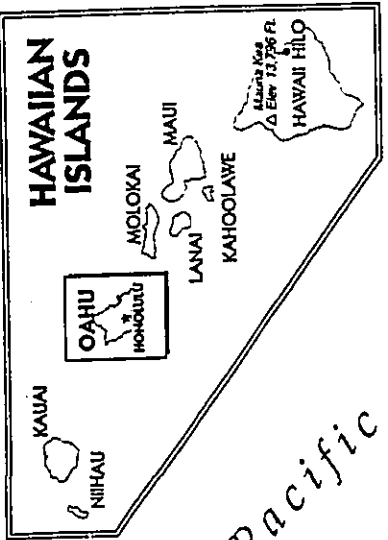 HAWAIIAN
ISLANDS
KAUAI
NIIHAU
OAHU
HONOLULU
MOLOKAI
MAUI
LANAI
KAHOOLAWE
Mauna Kea
△ Elev 13,796 Ft.
HAWAII HILO
Pacific